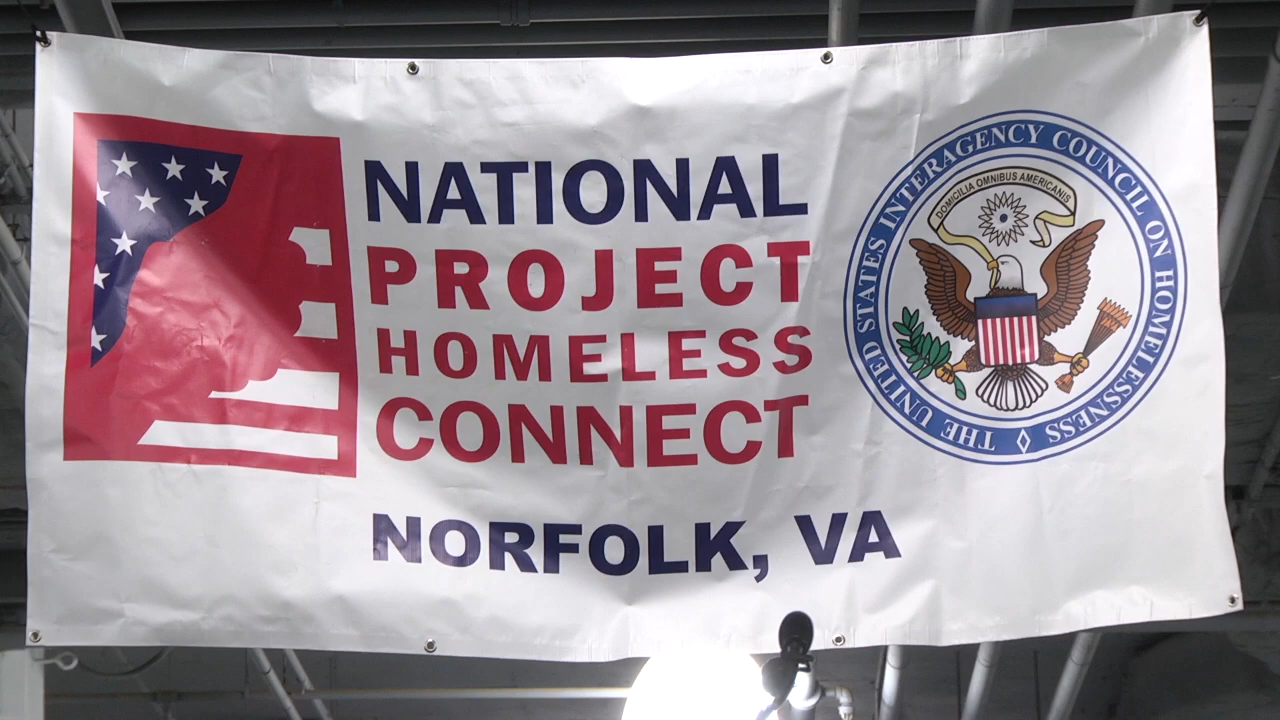 NATIONAL
PROJECT
HOMELESS
CONNECT
NORFOLK, VA
THE UNITED STATES INTERAGENCY COUNCIL ON HOMELESSNESS
DOMICILIA OMNIBUS AMERICANIS